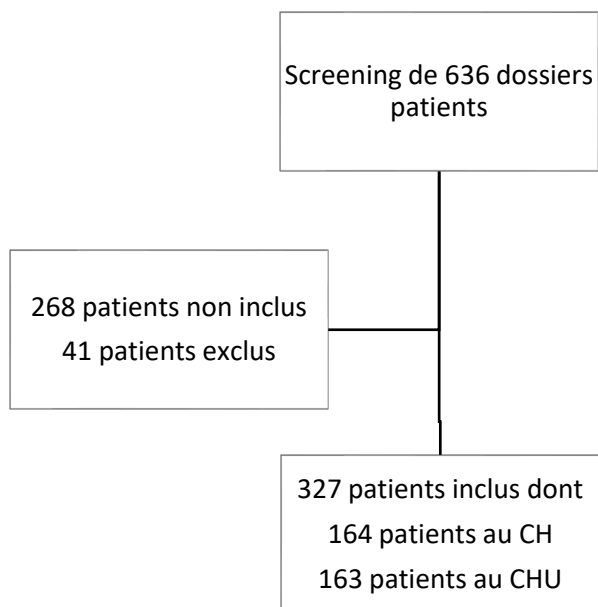 Screening de 636 dossiers
patients
268 patients non inclus
41 patients exclus
327 patients inclus dont
164 patients au CH
163 patients au CHU